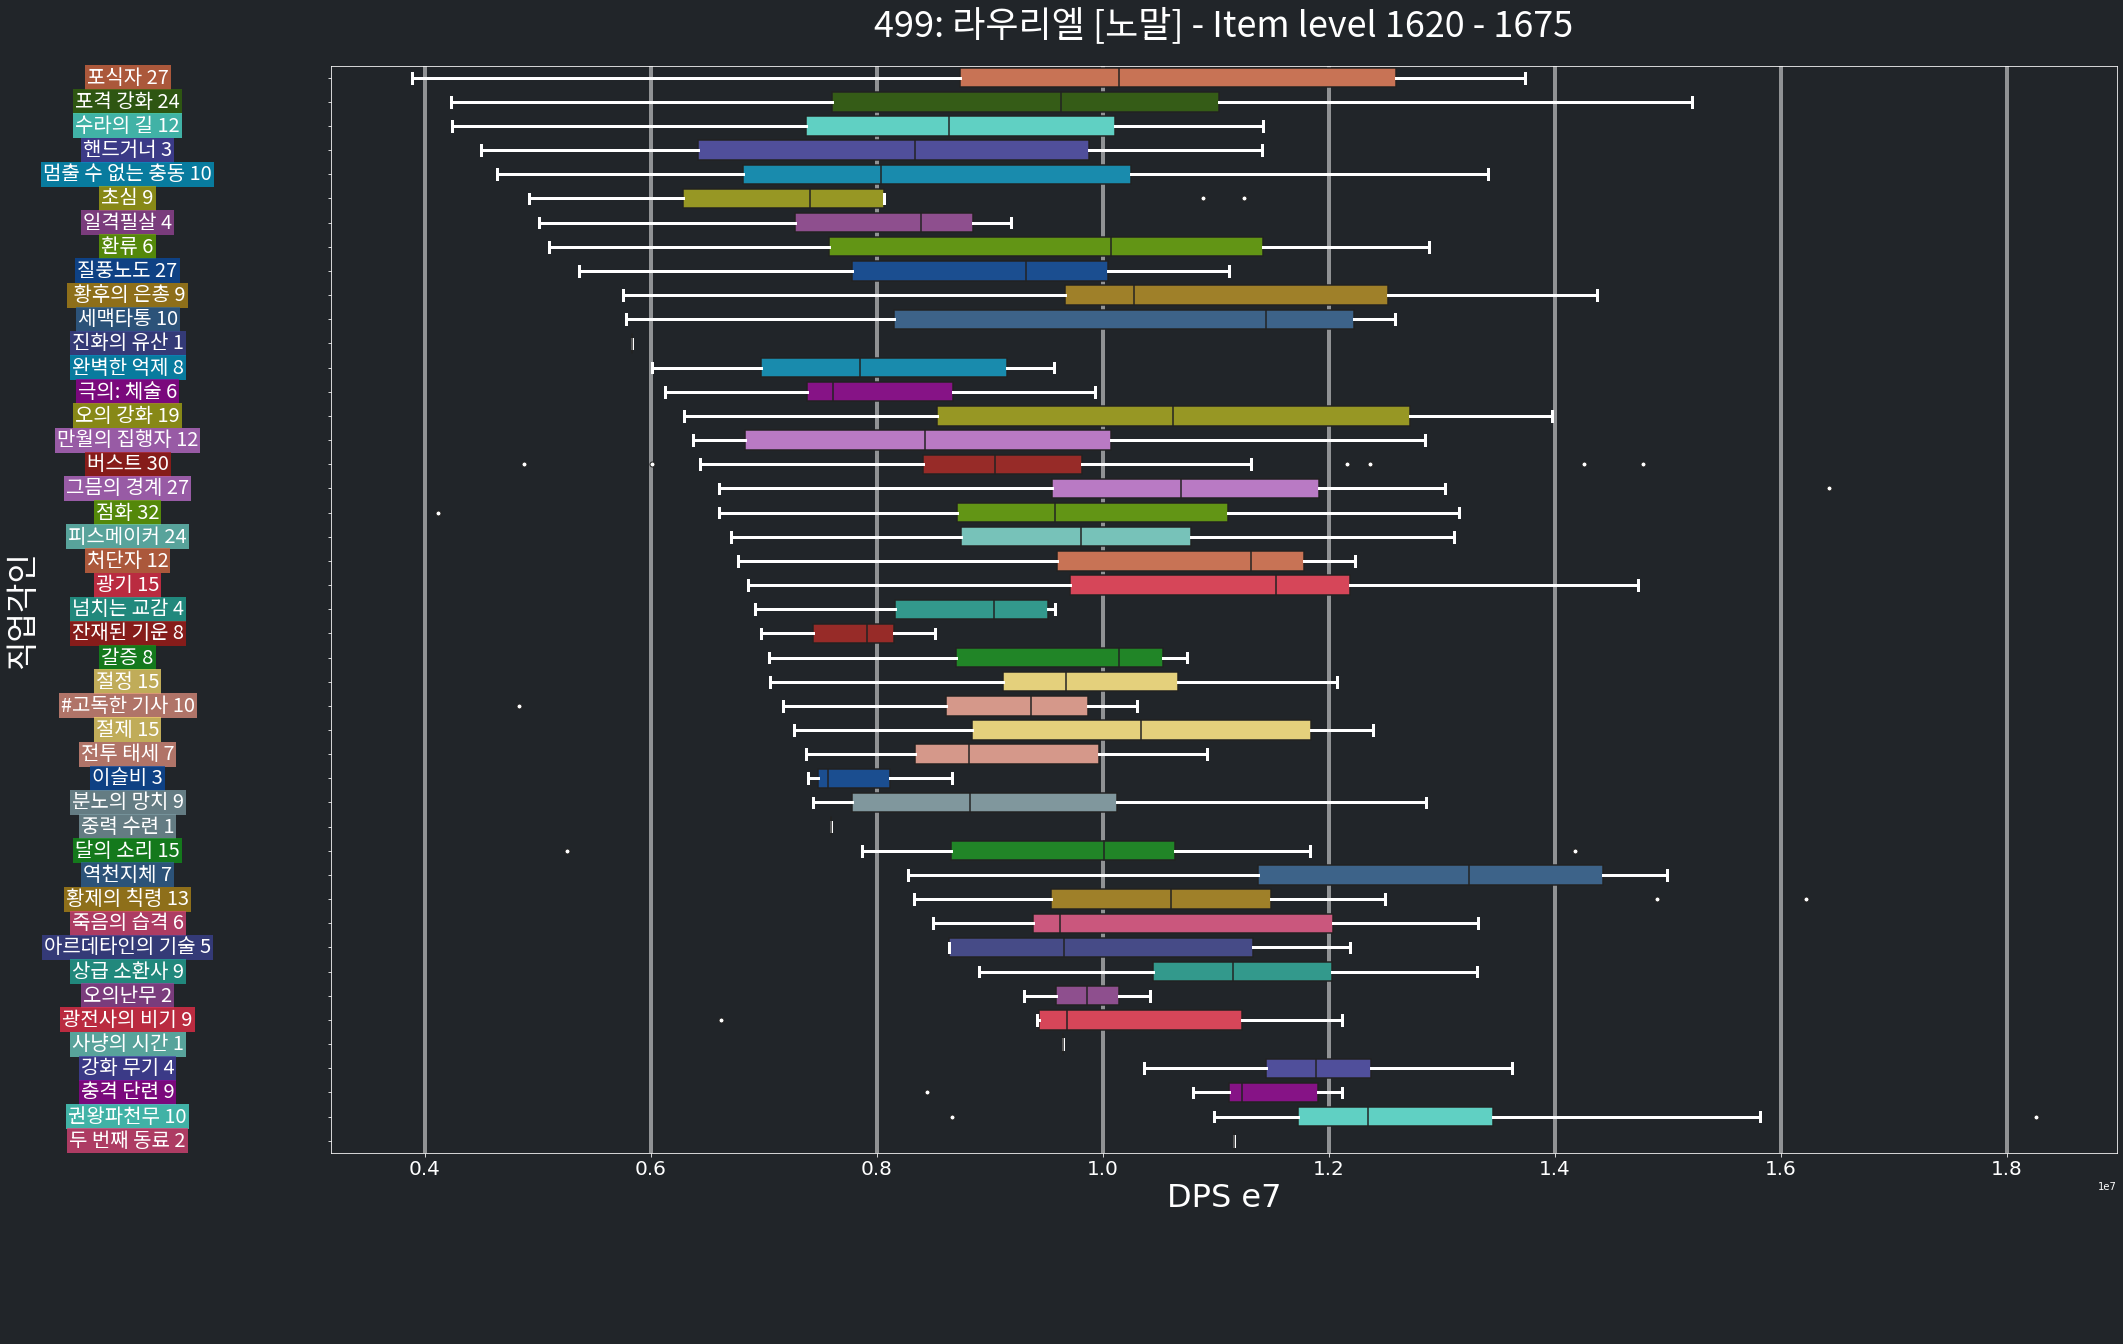 499: 라우리엘 [노말] - Item level 1620 - 1675
포식자 27
포격 강화 24
수라의 길 12
핸드거너 3
멈출 수 없는 충동 10
초심 9
일격필살 4
환류 6
질풍노도 27
황후의 은총 9
세맥타통 10
진화의 유산 1
완벽한 억제 8
극의: 체술 6
오의 강화 19
만월의 집행자 12
버스트 30
그믐의 경계 27
점화 32
피스메이커 24
처단자 12
광기 15
넘치는 교감 4
잔재된 기운 8
갈증 8
절정 15
#고독한 기사 10
절제 15
전투 태세 7
이슬비 3
분노의 망치 9
중력 수련 1
달의 소리 15
역천지체 7
황제의 칙령 13
죽음의 습격 6
아르데타인의 기술 5
상급 소환사 9
오의난무 2
광전사의 비기 9
사냥의 시간 1
강화 무기 4
충격 단련 9
권왕파천무 10
두 번째 동료 2
직업각인
0.4 0.6 0.8 1.0 1.2 1.4 1.6 1.8
1e7
DPS e7